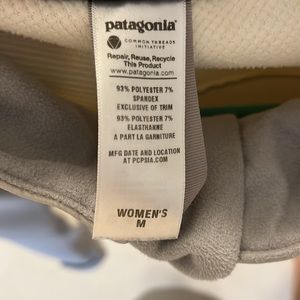 patagonia®
COMMON THREADS
INITIATIVE
Repair, Reuse, Recycle
This Product
www.patagonia.com
93% POLYESTER 7%
SPANDEX
EXCLUSIVE OF TRIM
93% POLYESTER 7%
ELASTHANNE
A PART LA GARNITURE
MFG DATE AND LOCATION
AT PCPSIA.COM
WOMEN'S
M